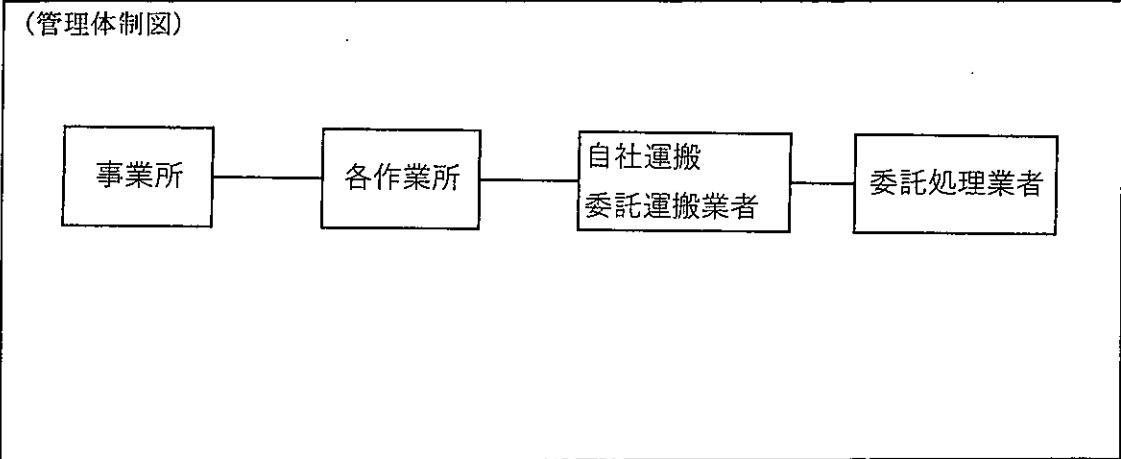 (管理体制図)
事業所
各作業所
自社運搬
委託運搬業者
委託処理業者